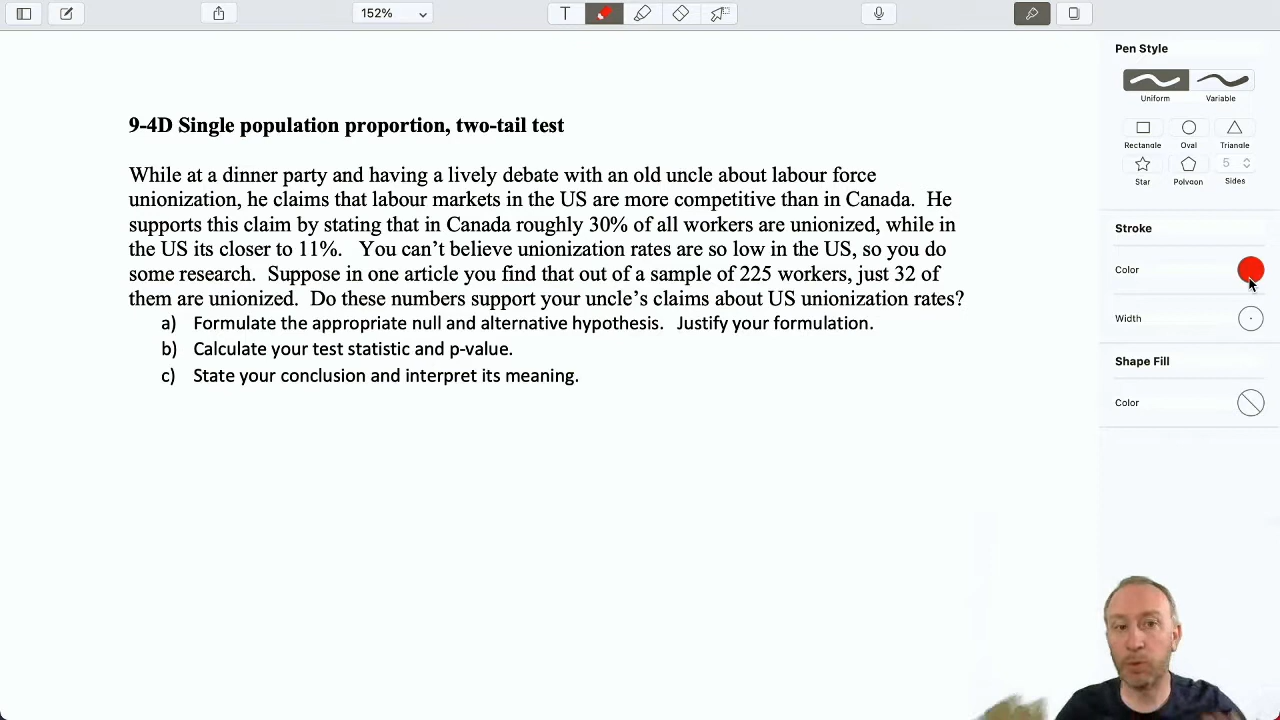 152%
T
Pen Style
Uniform
Variable
Rectangle
Oval
Triangle
5
Star
Polygon
Sides
Stroke
Color
Width
Shape Fill
Color
9-4D Single population proportion, two-tail test
While at a dinner party and having a lively debate with an old uncle about labour force
unionization, he claims that labour markets in the US are more competitive than in Canada. He
supports this claim by stating that in Canada roughly 30% of all workers are unionized, while in
the US its closer to 11%. You can't believe unionization rates are so low in the US, so you do
some research. Suppose in one article you find that out of a sample of 225 workers, just 32 of
them are unionized. Do these numbers support your uncle's claims about US unionization rates?
a) Formulate the appropriate null and alternative hypothesis. Justify your formulation.
b) Calculate your test statistic and p-value.
c) State your conclusion and interpret its meaning.